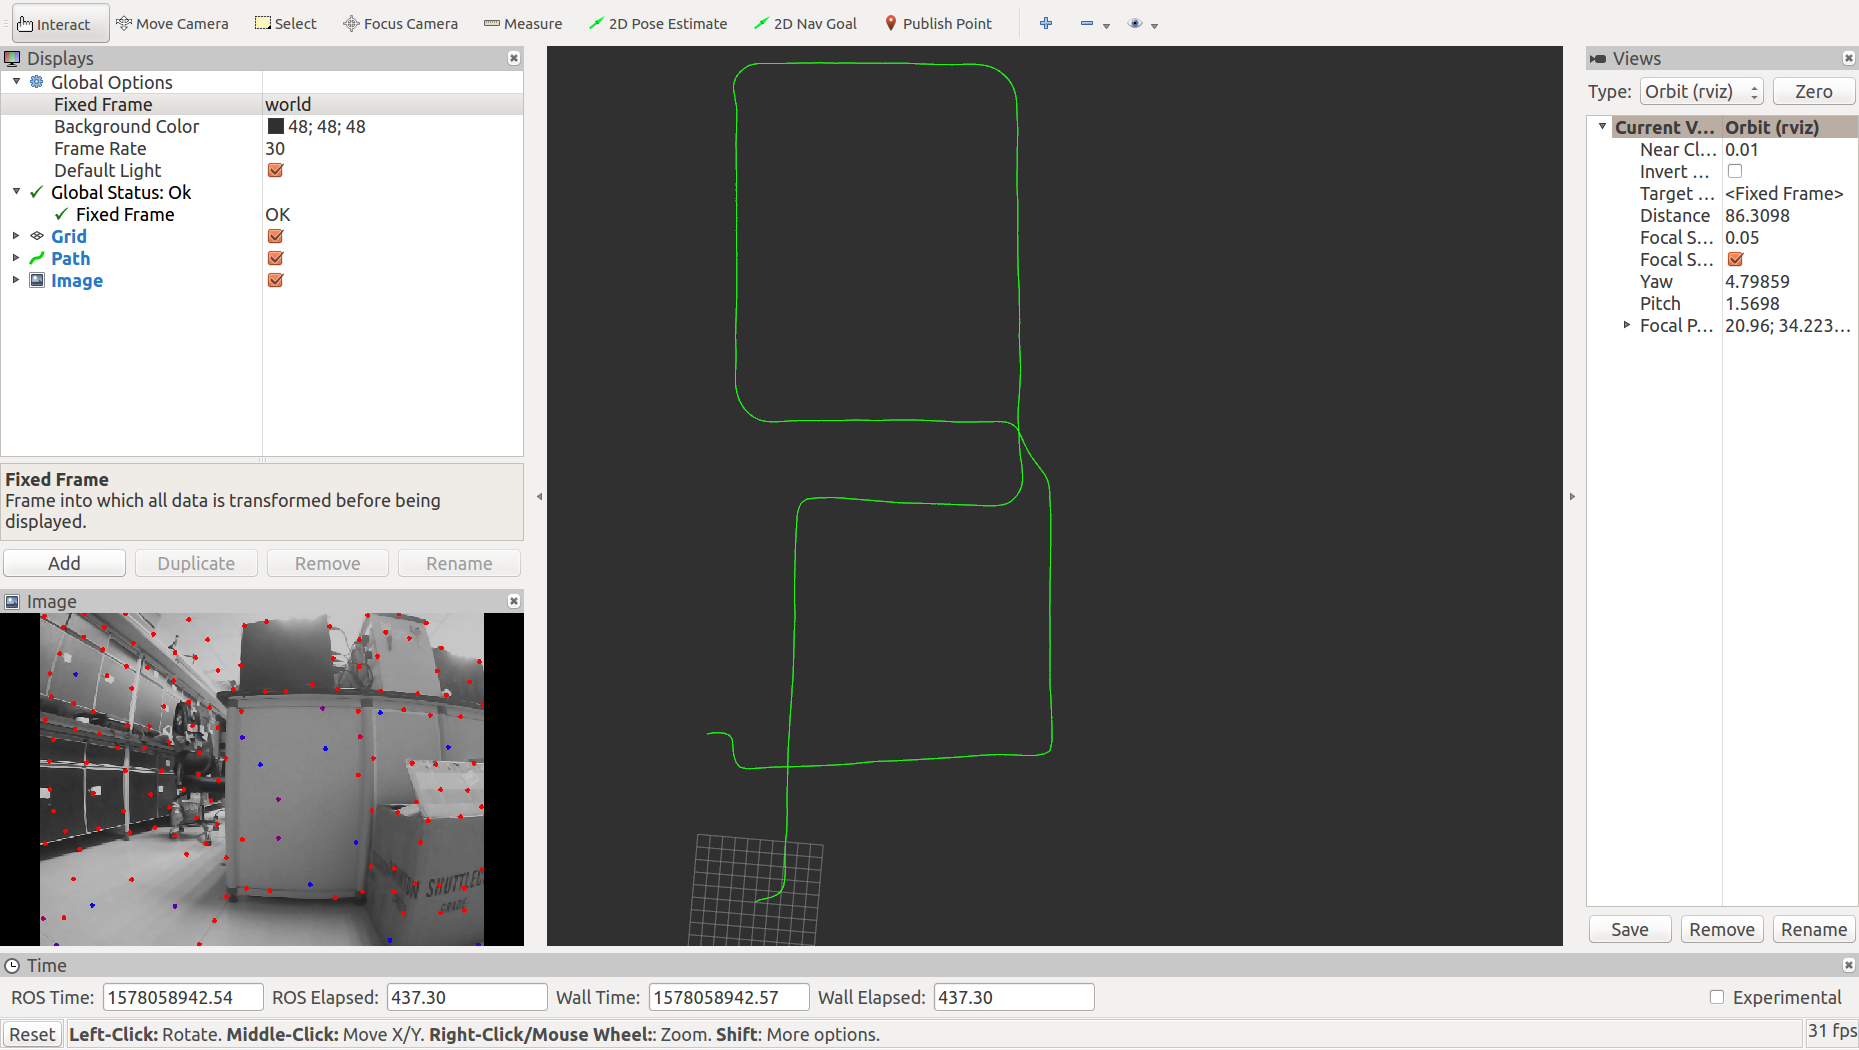 Interact Move Camera Select Focus Camera Measure 2D Pose Estimate 2D Nav Goal Publish Point
Displays
Global Options
Fixed Frame world
Background Color 48; 48; 48
Frame Rate 30
Default Light
Global Status: Ok
Fixed Frame OK
Grid
Path
Image
Fixed Frame
Frame into which all data is transformed before being
displayed.
Add Duplicate Remove Rename
Image
SHUTTLEC
GRADE
Views
Type: Orbit (rviz) Zero
Current V... Orbit (rviz)
Near Cl... 0.01
Invert ...
Target ... <Fixed Frame>
Distance 86.3098
Focal S... 0.05
Focal S...
Yaw 4.79859
Pitch 1.5698
Focal P... 20.96; 34.223...
Save Remove Rename
Time
ROS Time: 1578058942.54 ROS Elapsed: 437.30 Wall Time: 1578058942.57 Wall Elapsed: 437.30 Experimental
Reset Left-Click: Rotate. Middle-Click: Move X/Y. Right-Click/Mouse Wheel:: Zoom. Shift: More options. 31 fps